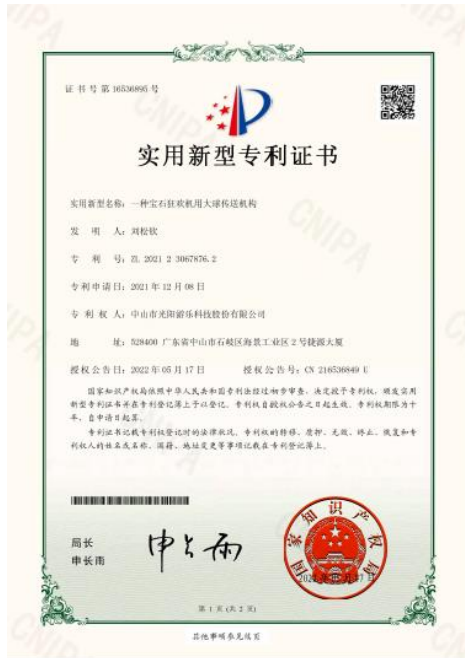 证书号第16536895号
实用新型专利证书
实用新型名称：一种宝石狂欢机用大球传送机构
发 明 人：刘松钦
专 利 号：ZL 2021 2 3067876.2
专利申请日：2021年12月08日
专 利 权 人：中山市光阳游乐科技股份有限公司
地 址：528400 广东省中山市石岐区海景工业区2号捷源大厦
授权公告日：2022年05月17日 授权公告号：CN 216536849 U
国家知识产权局依照中华人民共和国专利法经过初步审查，决定授予专利权，颁发实用
新型专利证书并在专利登记簿上予以登记。专利权自授权公告之日起生效。专利权期限为十
年，自申请日起算。
专利证书记载专利权登记时的法律状况。专利权的转移、质押、无效、终止、恢复和专
利权人的姓名或名称、国籍、地址变更等事项记载在专利登记簿上。
局长
申长雨
申长雨
国家知识产权局
第 1 页 (共 2 页)
其他事项参见续页
CNIPA